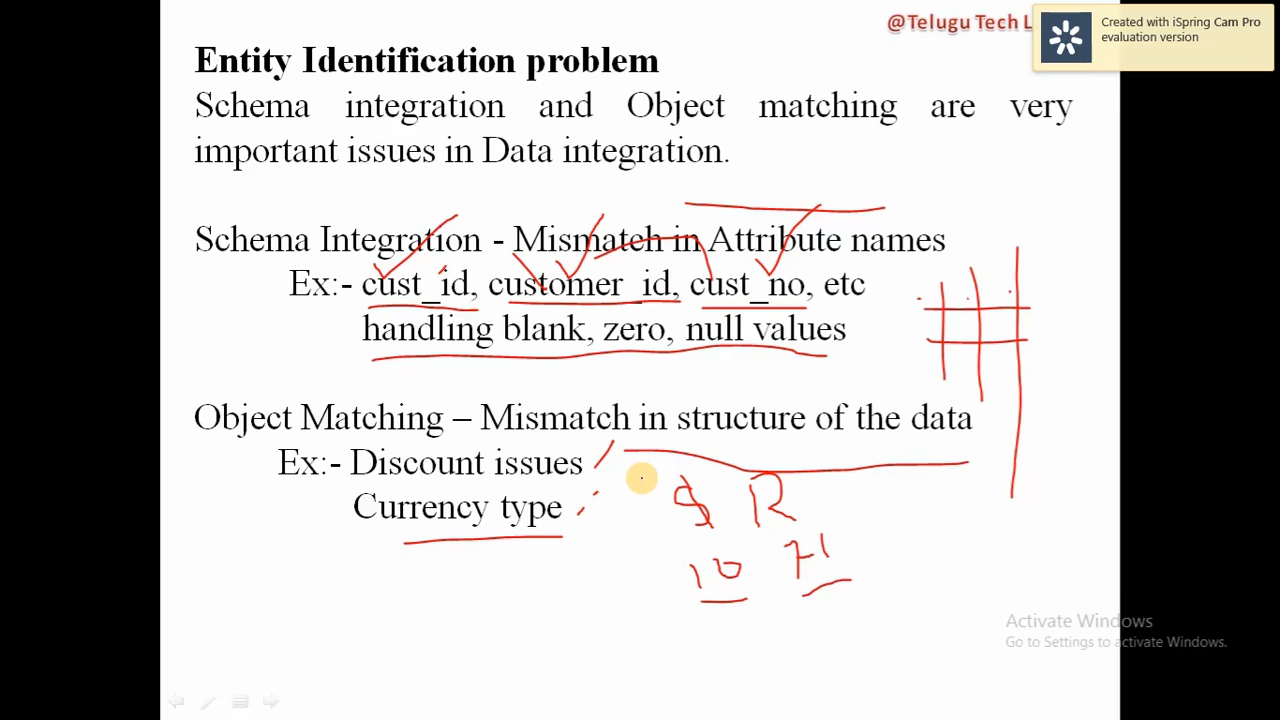 @Telugu Tech L
Created with iSpring Cam Pro
evaluation version
Entity Identification problem
Schema integration and Object matching are very
important issues in Data integration.
Schema Integration - Mismatch in Attribute names
Ex:- cust_id, customer_id, cust_no, etc
handling blank, zero, null values
Object Matching – Mismatch in structure of the data
Ex:- Discount issues
Currency type
$ R
10 71
Activate Windows
Go to Settings to activate Windows.